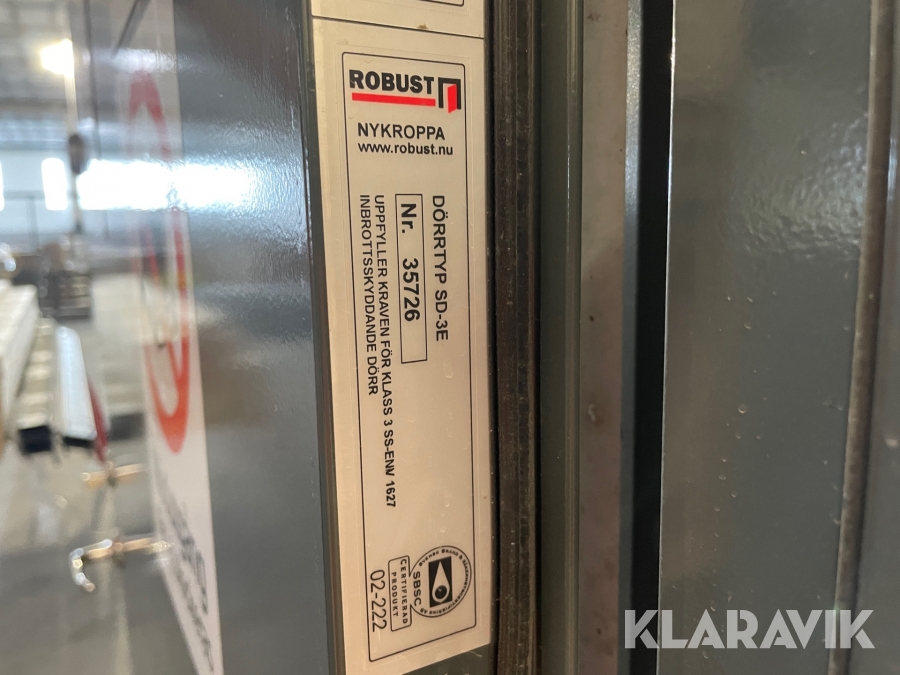 ROBUST
NYKROPPA
www.robust.nu
DÖRRTYP SD-3E
Nr. 35726
UPPFYLLER KRAVEN FÖR KLASS 3 SS-ENV 1627
INBROTTSSKYDDANDE DÖRR
SBSC
CERTIFIERAD
PRODUKT
02-222
KLARAVIK